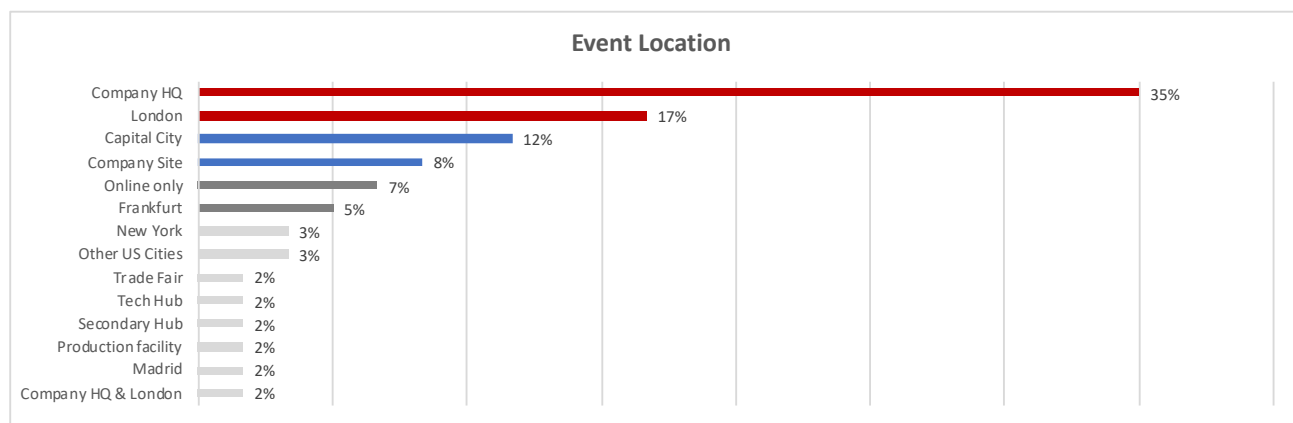 Event Location
Company HQ 35%
London 17%
Capital City 12%
Company Site 8%
Online only 7%
Frankfurt 5%
New York 3%
Other US Cities 3%
Trade Fair 2%
Tech Hub 2%
Secondary Hub 2%
Production facility 2%
Madrid 2%
Company HQ & London 2%